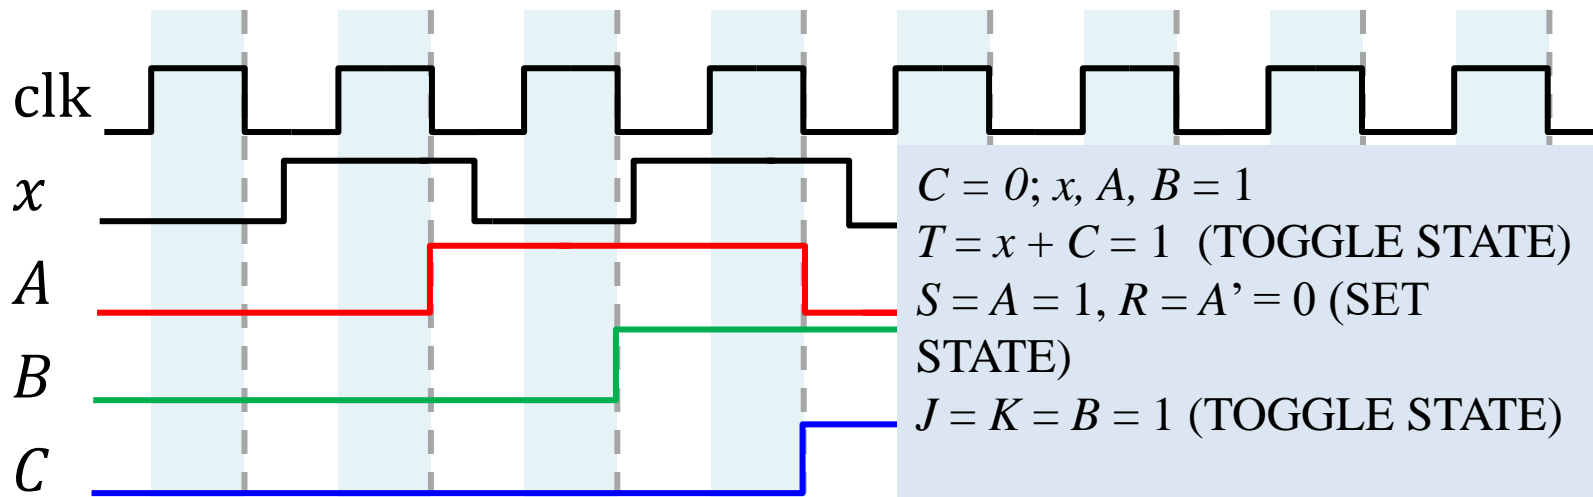 clk
x
A
B
C
C = 0; x, A, B = 1
T = x + C = 1 (TOGGLE STATE)
S = A = 1, R = A’ = 0 (SET
STATE)
J = K = B = 1 (TOGGLE STATE)